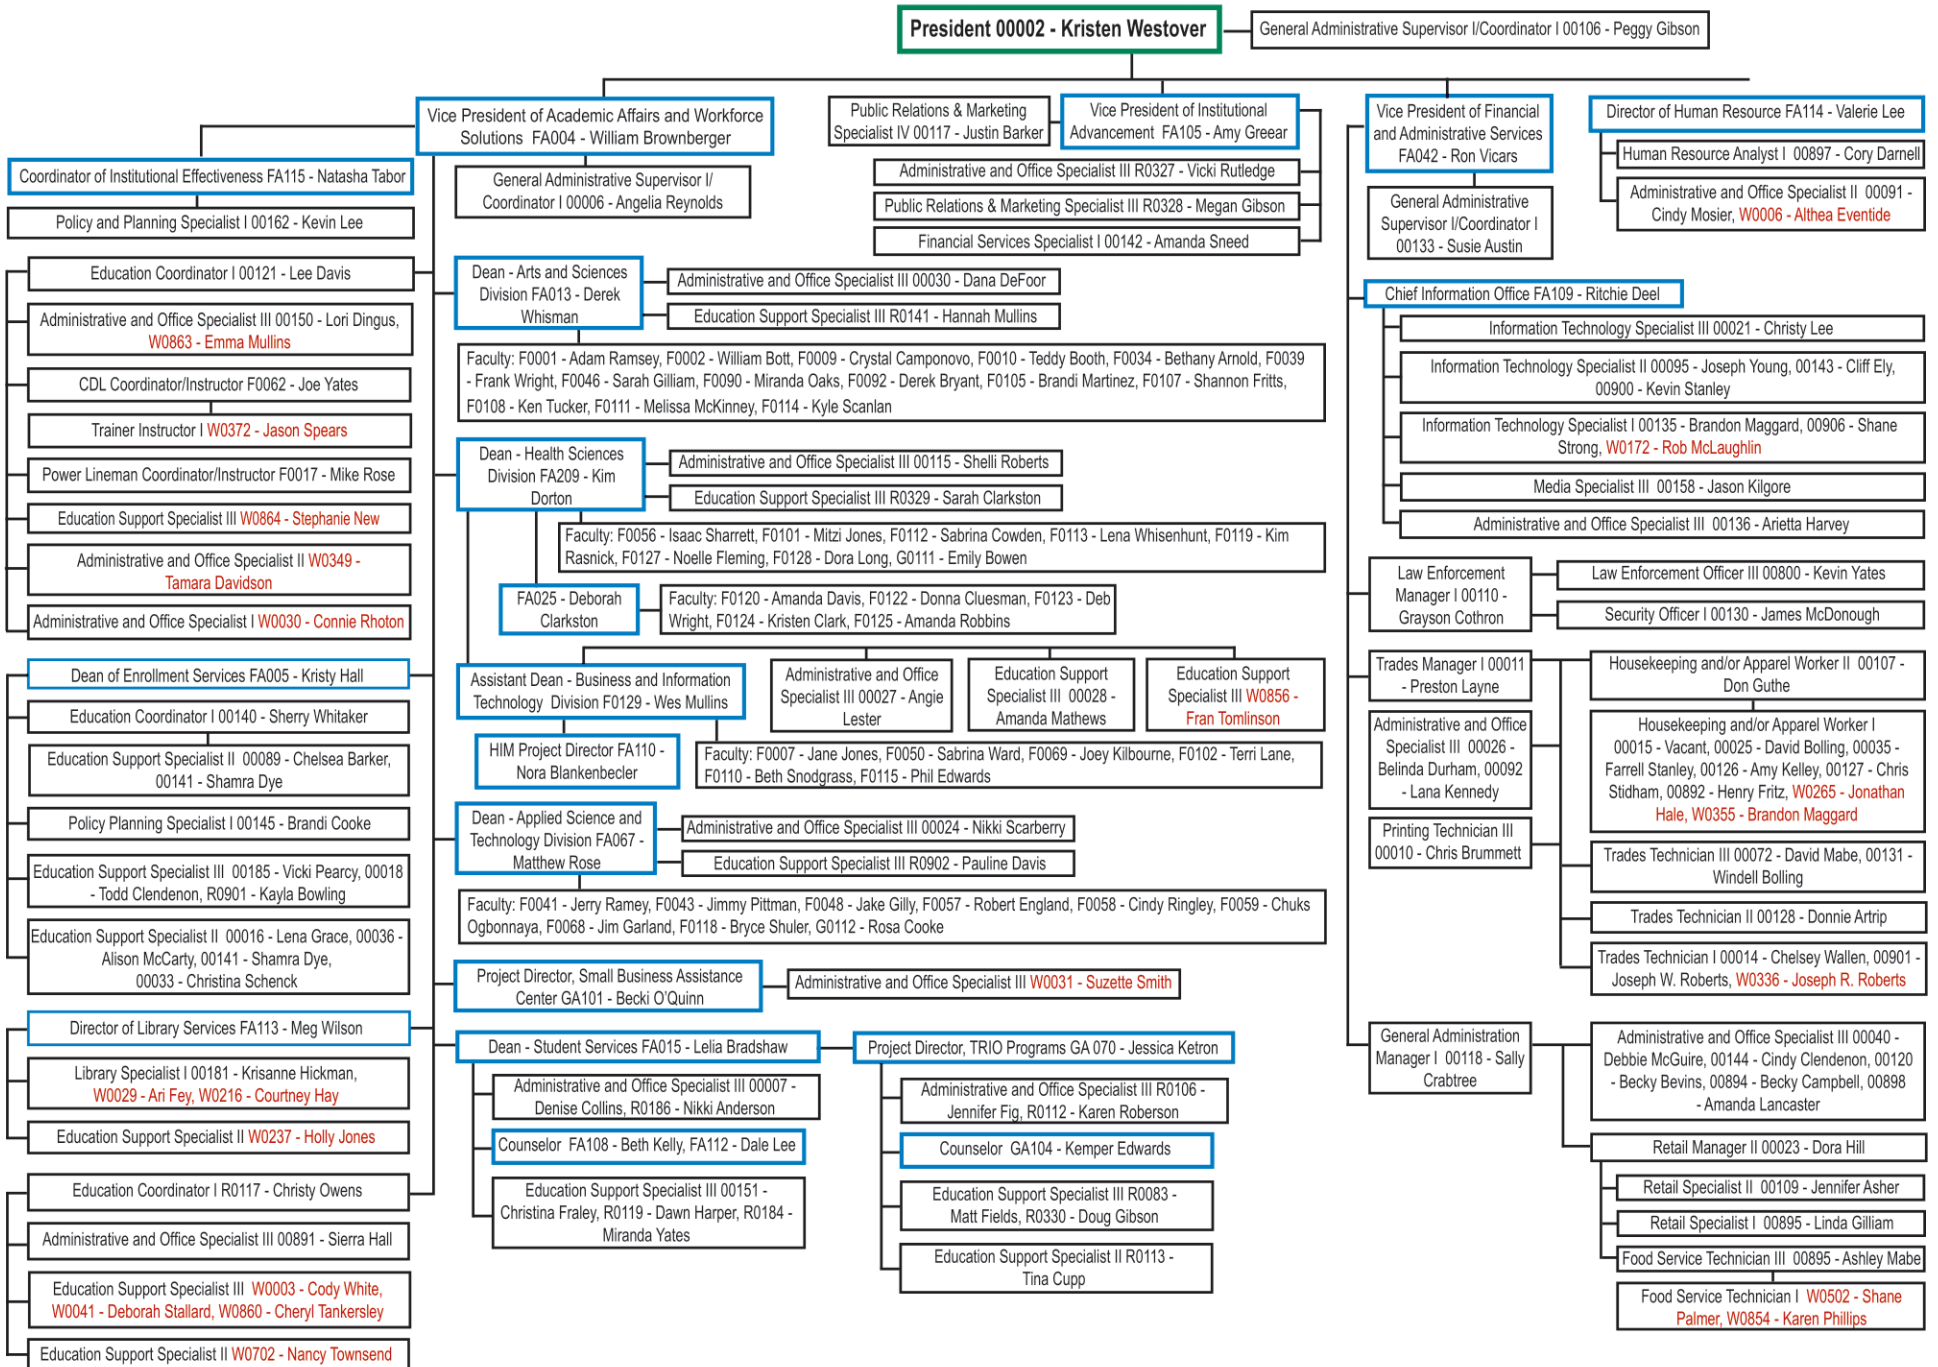 President 00002 - Kristen Westover
General Administrative Supervisor I/Coordinator I 00106 - Peggy Gibson
Vice President of Academic Affairs and Workforce
Solutions FA004 - William Brownberger
General Administrative Supervisor I/
Coordinator I 00006 - Angelia Reynolds
Coordinator of Institutional Effectiveness FA115 - Natasha Tabor
Policy and Planning Specialist I 00162 - Kevin Lee
Public Relations & Marketing
Specialist IV 00117 - Justin Barker
Vice President of Institutional
Advancement FA105 - Amy Greear
Administrative and Office Specialist III R0327 - Vicki Rutledge
Public Relations & Marketing Specialist III R0328 - Megan Gibson
Financial Services Specialist I 00142 - Amanda Sneed
Vice President of Financial
and Administrative Services
FA042 - Ron Vicars
General Administrative
Supervisor I/Coordinator I
00133 - Susie Austin
Director of Human Resource FA114 - Valerie Lee
Human Resource Analyst I 00897 - Cory Darnell
Administrative and Office Specialist II 00091 -
Cindy Mosier, W0006 - Althea Eventide
Education Coordinator I 00121 - Lee Davis
Administrative and Office Specialist III 00150 - Lori Dingus,
W0863 - Emma Mullins
CDL Coordinator/Instructor F0062 - Joe Yates
Trainer Instructor I W0372 - Jason Spears
Power Lineman Coordinator/Instructor F0017 - Mike Rose
Education Support Specialist III W0864 - Stephanie New
Administrative and Office Specialist II W0349 -
Tamara Davidson
Administrative and Office Specialist I W0030 - Connie Rhoton
Dean of Enrollment Services FA005 - Kristy Hall
Education Coordinator I 00140 - Sherry Whitaker
Education Support Specialist II 00089 - Chelsea Barker,
00141 - Shamra Dye
Policy Planning Specialist I 00145 - Brandi Cooke
Education Support Specialist III 00185 - Vicki Pearcy, 00018
- Todd Clendenon, R0901 - Kayla Bowling
Education Support Specialist II 00016 - Lena Grace, 00036 -
Alison McCarty, 00141 - Shamra Dye,
00033 - Christina Schenck
Director of Library Services FA113 - Meg Wilson
Library Specialist I 00181 - Krisanne Hickman,
W0029 - Ari Fey, W0216 - Courtney Hay
Education Support Specialist II W0237 - Holly Jones
Education Coordinator I R0117 - Christy Owens
Administrative and Office Specialist III 00891 - Sierra Hall
Education Support Specialist III W0003 - Cody White,
W0041 - Deborah Stallard, W0860 - Cheryl Tankersley
Education Support Specialist II W0702 - Nancy Townsend
Dean - Arts and Sciences
Division FA013 - Derek
Whisman
Administrative and Office Specialist III 00030 - Dana DeFoor
Education Support Specialist III R0141 - Hannah Mullins
Faculty: F0001 - Adam Ramsey, F0002 - William Bott, F0009 - Crystal Camponovo, F0010 - Teddy Booth, F0034 - Bethany Arnold, F0039
- Frank Wright, F0046 - Sarah Gilliam, F0090 - Miranda Oaks, F0092 - Derek Bryant, F0105 - Brandi Martinez, F0107 - Shannon Fritts,
F0108 - Ken Tucker, F0111 - Melissa McKinney, F0114 - Kyle Scanlan
Dean - Health Sciences
Division FA209 - Kim
Dorton
Administrative and Office Specialist III 00115 - Shelli Roberts
Education Support Specialist III R0329 - Sarah Clarkston
Faculty: F0056 - Isaac Sharrett, F0101 - Mitzi Jones, F0112 - Sabrina Cowden, F0113 - Lena Whisenhunt, F0119 - Kim
Rasnick, F0127 - Noelle Fleming, F0128 - Dora Long, G0111 - Emily Bowen
FA025 - Deborah
Clarkston
Faculty: F0120 - Amanda Davis, F0122 - Donna Cluesman, F0123 - Deb
Wright, F0124 - Kristen Clark, F0125 - Amanda Robbins
Assistant Dean - Business and Information
Technology Division F0129 - Wes Mullins
Administrative and Office
Specialist III 00027 - Angie
Lester
Education Support
Specialist III 00028 -
Amanda Mathews
Education Support
Specialist III W0856 -
Fran Tomlinson
HIM Project Director FA110 -
Nora Blankenbecler
Faculty: F0007 - Jane Jones, F0050 - Sabrina Ward, F0069 - Joey Kilbourne, F0102 - Terri Lane,
F0110 - Beth Snodgrass, F0115 - Phil Edwards
Dean - Applied Science and
Technology Division FA067 -
Matthew Rose
Administrative and Office Specialist III 00024 - Nikki Scarberry
Education Support Specialist III R0902 - Pauline Davis
Faculty: F0041 - Jerry Ramey, F0043 - Jimmy Pittman, F0048 - Jake Gilly, F0057 - Robert England, F0058 - Cindy Ringley, F0059 - Chuks
Ogbonnaya, F0068 - Jim Garland, F0118 - Bryce Shuler, G0112 - Rosa Cooke
Project Director, Small Business Assistance
Center GA101 - Becki O'Quinn
Administrative and Office Specialist III W0031 - Suzette Smith
Dean - Student Services FA015 - Lelia Bradshaw
Administrative and Office Specialist III 00007 -
Denise Collins, R0186 - Nikki Anderson
Counselor FA108 - Beth Kelly, FA112 - Dale Lee
Education Support Specialist III 00151 -
Christina Fraley, R0119 - Dawn Harper, R0184 -
Miranda Yates
Project Director, TRIO Programs GA 070 - Jessica Ketron
Administrative and Office Specialist III R0106 -
Jennifer Fig, R0112 - Karen Roberson
Counselor GA104 - Kemper Edwards
Education Support Specialist III R0083 -
Matt Fields, R0330 - Doug Gibson
Education Support Specialist II R0113 -
Tina Cupp
Chief Information Office FA109 - Ritchie Deel
Information Technology Specialist III 00021 - Christy Lee
Information Technology Specialist II 00095 - Joseph Young, 00143 - Cliff Ely,
00900 - Kevin Stanley
Information Technology Specialist I 00135 - Brandon Maggard, 00906 - Shane
Strong, W0172 - Rob McLaughlin
Media Specialist III 00158 - Jason Kilgore
Administrative and Office Specialist III 00136 - Arietta Harvey
Law Enforcement
Manager I 00110 -
Grayson Cothron
Law Enforcement Officer III 00800 - Kevin Yates
Security Officer I 00130 - James McDonough
Trades Manager I 00011
- Preston Layne
Administrative and Office
Specialist III 00026 -
Belinda Durham, 00092
- Lana Kennedy
Printing Technician III
00010 - Chris Brummett
Housekeeping and/or Apparel Worker II 00107 -
Don Guthe
Housekeeping and/or Apparel Worker I
00015 - Vacant, 00025 - David Bolling, 00035 -
Farrell Stanley, 00126 - Amy Kelley, 00127 - Chris
Stidham, 00892 - Henry Fritz, W0265 - Jonathan
Hale, W0355 - Brandon Maggard
Trades Technician III 00072 - David Mabe, 00131 -
Windell Bolling
Trades Technician II 00128 - Donnie Artrip
Trades Technician I 00014 - Chelsey Wallen, 00901 -
Joseph W. Roberts, W0336 - Joseph R. Roberts
General Administration
Manager I 00118 - Sally
Crabtree
Administrative and Office Specialist III 00040 -
Debbie McGuire, 00144 - Cindy Clendenon, 00120
- Becky Bevins, 00894 - Becky Campbell, 00898
- Amanda Lancaster
Retail Manager II 00023 - Dora Hill
Retail Specialist II 00109 - Jennifer Asher
Retail Specialist I 00895 - Linda Gilliam
Food Service Technician III 00895 - Ashley Mabe
Food Service Technician I W0502 - Shane
Palmer, W0854 - Karen Phillips